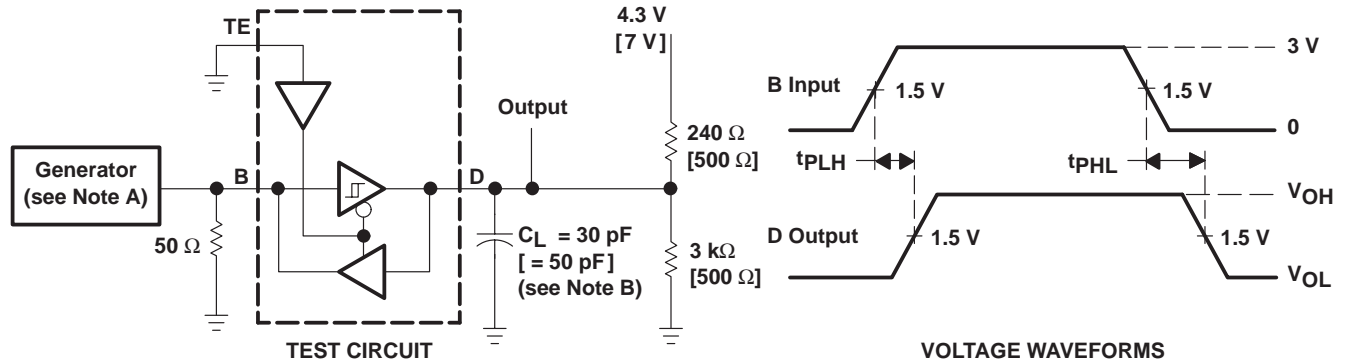 TE
4.3 V
[7 V]
Output
240 Ω
[500 Ω]
Generator
(see Note A)
B
D
50 Ω
CL = 30 pF
[ = 50 pF]
(see Note B)
3 kΩ
[500 Ω]
TEST CIRCUIT
3 V
B Input
1.5 V
1.5 V
0
tPLH
tPHL
VOH
D Output
1.5 V
1.5 V
VOL
VOLTAGE WAVEFORMS